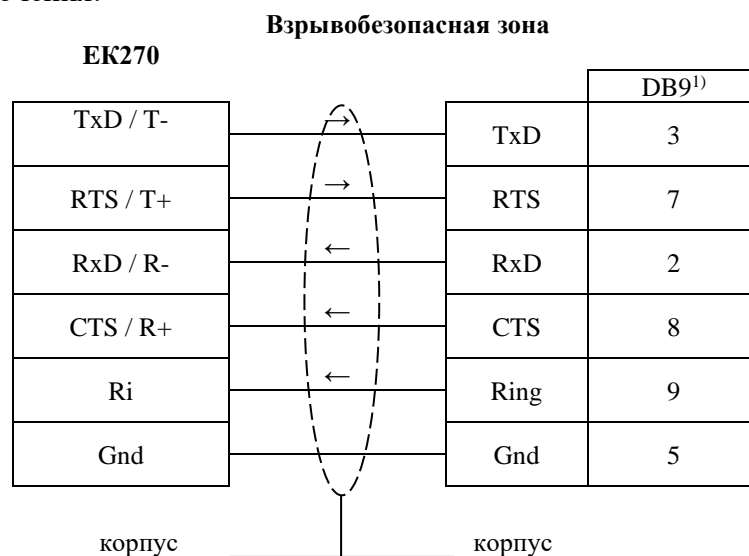 Взрывобезопасная зона
ЕК270
DB9¹⁾
TxD / T- → TxD 3
RTS / T+ → RTS 7
RxD / R- ← RxD 2
CTS / R+ ← CTS 8
Ri ← Ring 9
Gnd Gnd 5
корпус корпус